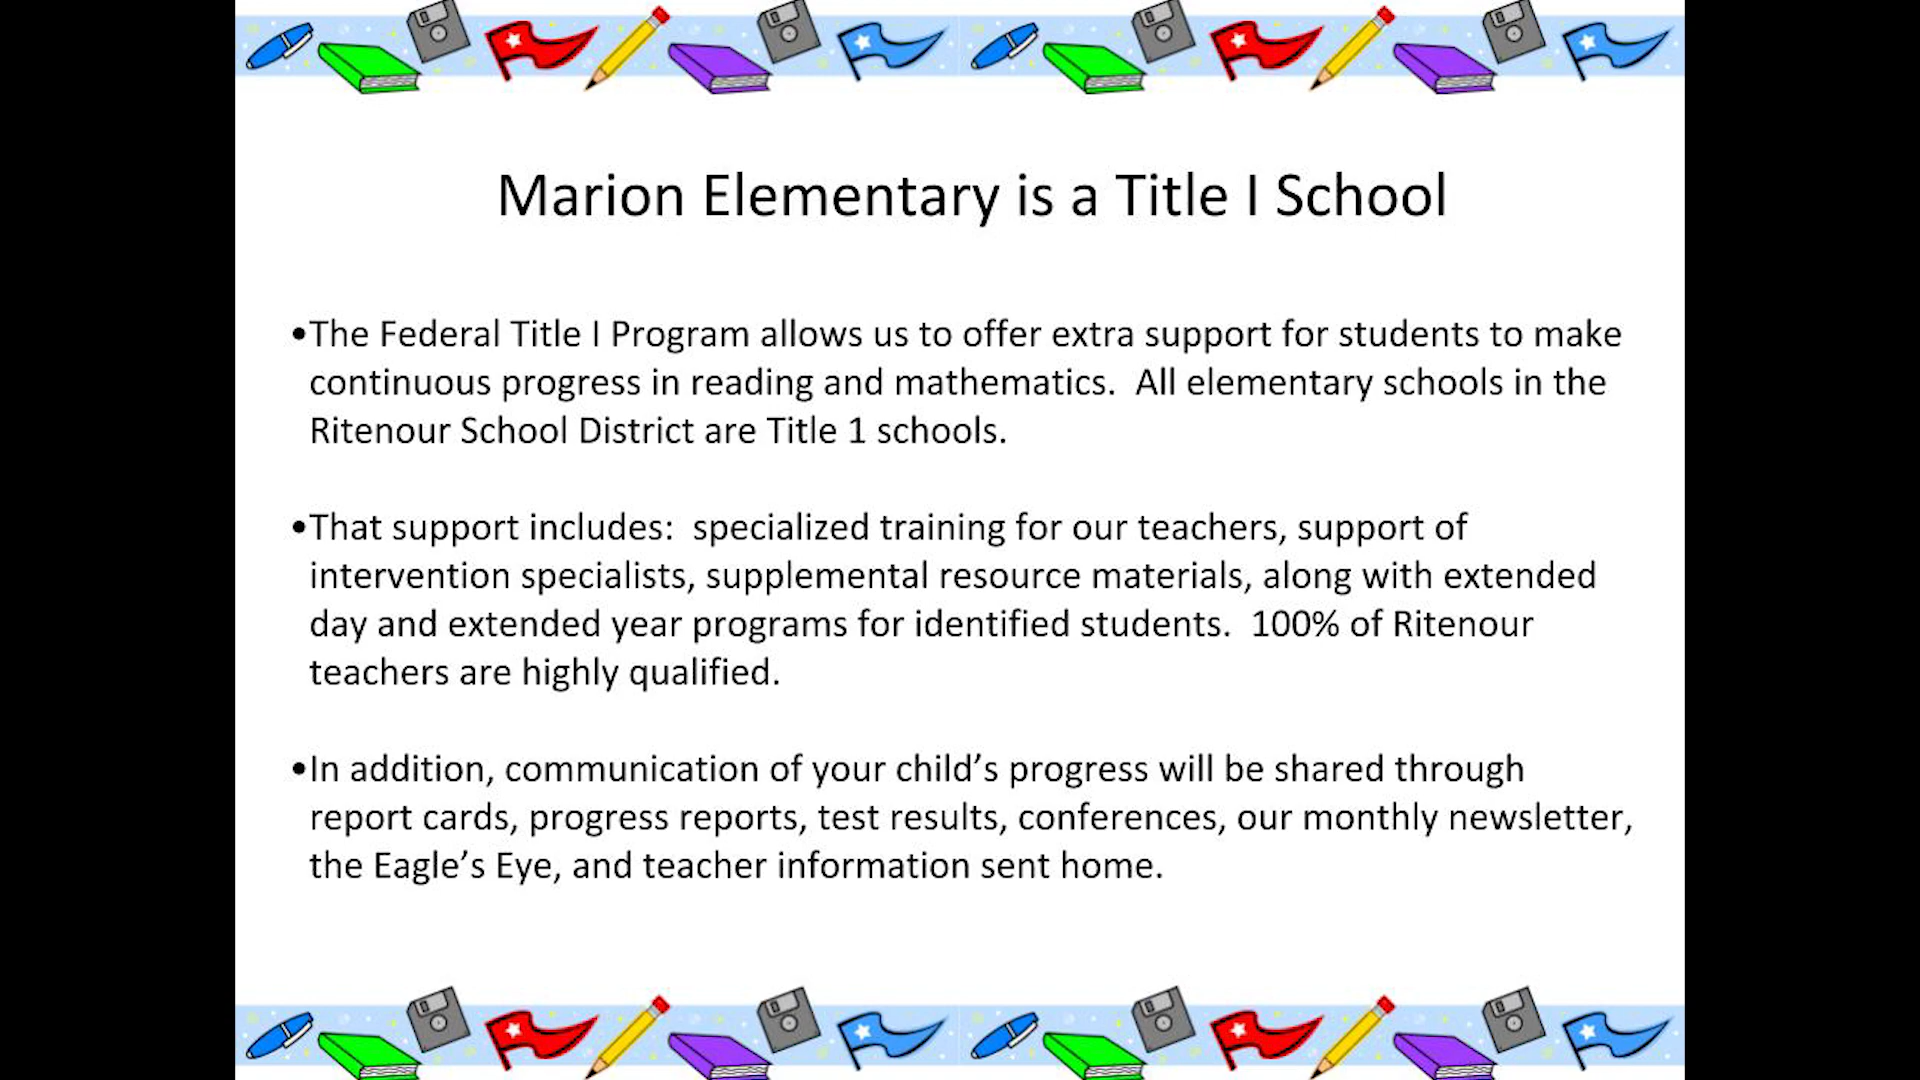 Marion Elementary is a Title I School
•The Federal Title I Program allows us to offer extra support for students to make
continuous progress in reading and mathematics.  All elementary schools in the
Ritenour School District are Title 1 schools.
•That support includes:  specialized training for our teachers, support of
intervention specialists, supplemental resource materials, along with extended
day and extended year programs for identified students.  100% of Ritenour
teachers are highly qualified.
•In addition, communication of your child’s progress will be shared through
report cards, progress reports, test results, conferences, our monthly newsletter,
the Eagle’s Eye, and teacher information sent home.